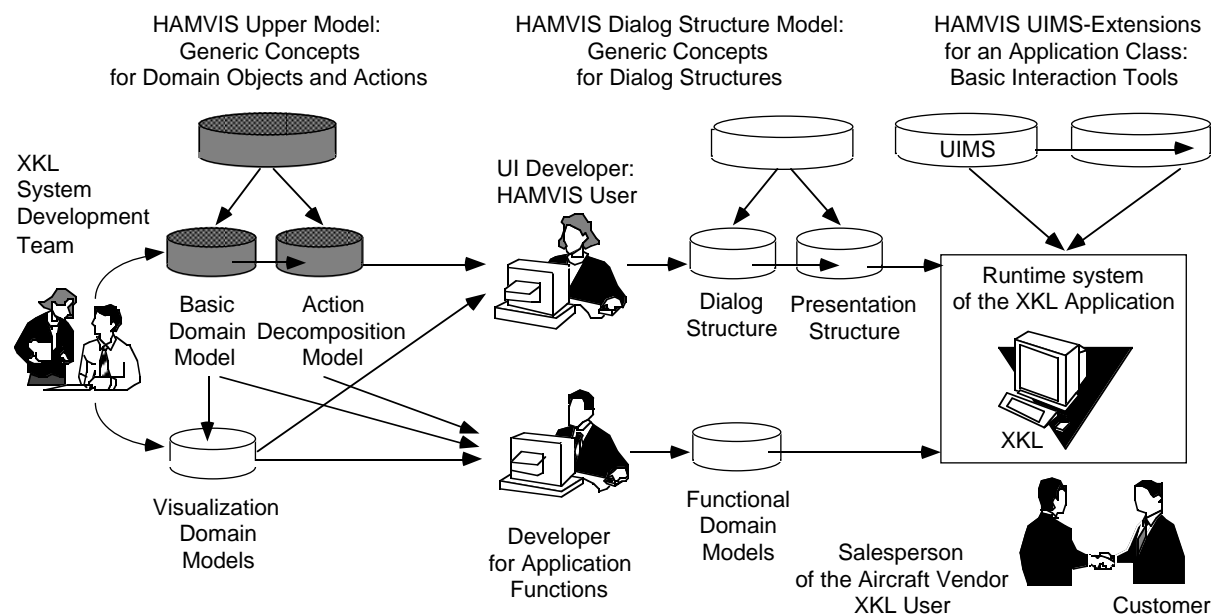 HAMVIS Upper Model:
Generic Concepts
for Domain Objects and Actions
HAMVIS Dialog Structure Model:
Generic Concepts
for Dialog Structures
HAMVIS UIMS-Extensions
for an Application Class:
Basic Interaction Tools
UIMS
XKL
System
Development
Team
UI Developer:
HAMVIS User
Basic
Domain
Model
Action
Decomposition
Model
Dialog
Structure
Presentation
Structure
Runtime system
of the XKL Application
XKL
Visualization
Domain
Models
Developer
for Application
Functions
Functional
Domain
Models
Salesperson
of the Aircraft Vendor
XKL User
Customer